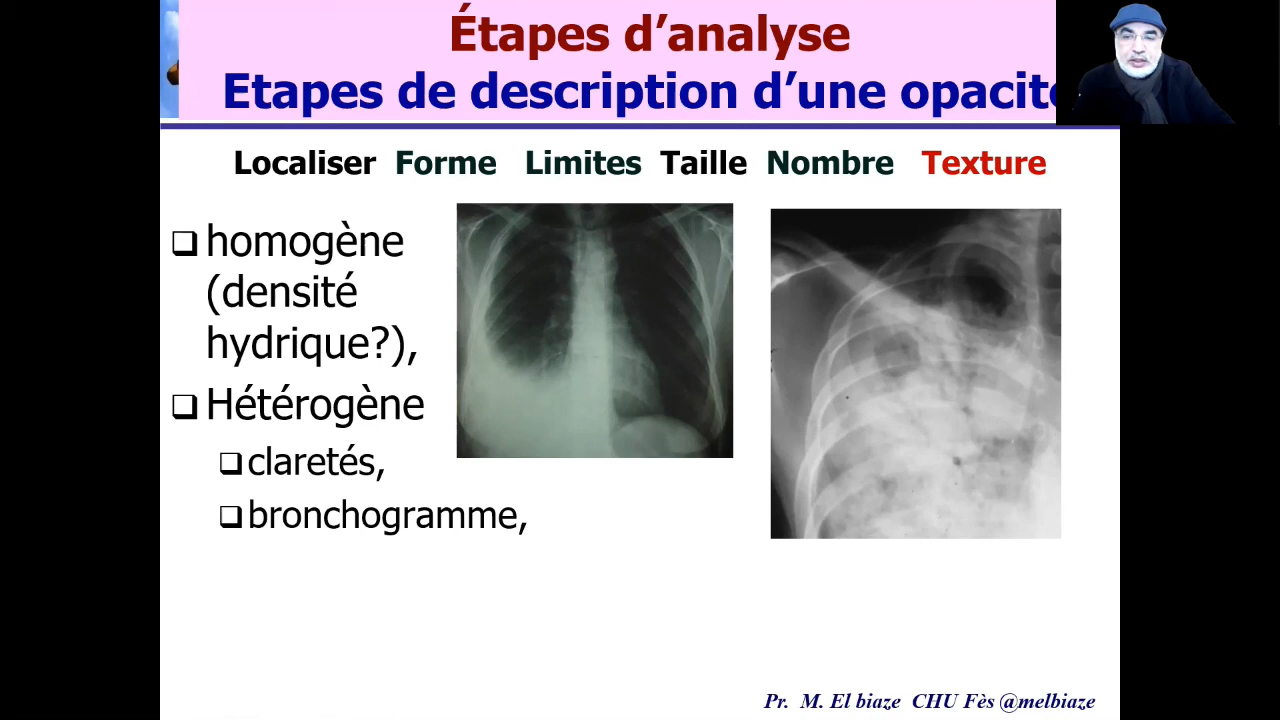 Étapes d’analyse
Etapes de description d’une opacité
Localiser Forme Limites Taille Nombre Texture
homogène
(densité
hydrique?),
Hétérogène
claretés,
bronchogramme,
Pr. M. El biaze CHU Fès @melbiaze